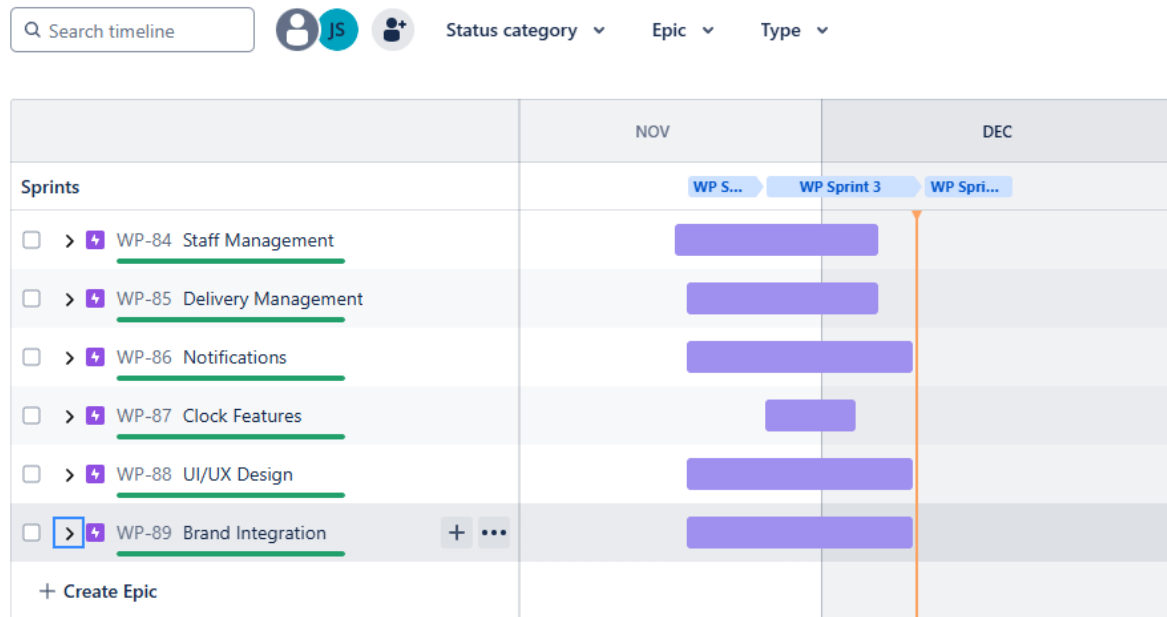 Search timeline JS Status category Epic Type
NOV DEC
Sprints WP S... WP Sprint 3 WP Spri...
WP-84 Staff Management
WP-85 Delivery Management
WP-86 Notifications
WP-87 Clock Features
WP-88 UI/UX Design
WP-89 Brand Integration
+ Create Epic